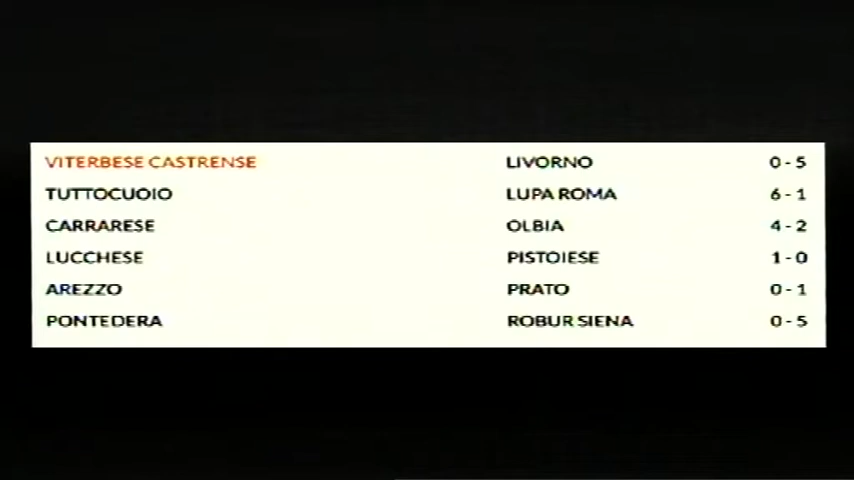 VITERBESE CASTRENSE LIVORNO 0 - 5
TUTTOCUOIO LUPA ROMA 6 - 1
CARRARESE OLBIA 4 - 2
LUCCHESE PISTOIESE 1 - 0
AREZZO PRATO 0 - 1
PONTEDERA ROBUR SIENA 0 - 5